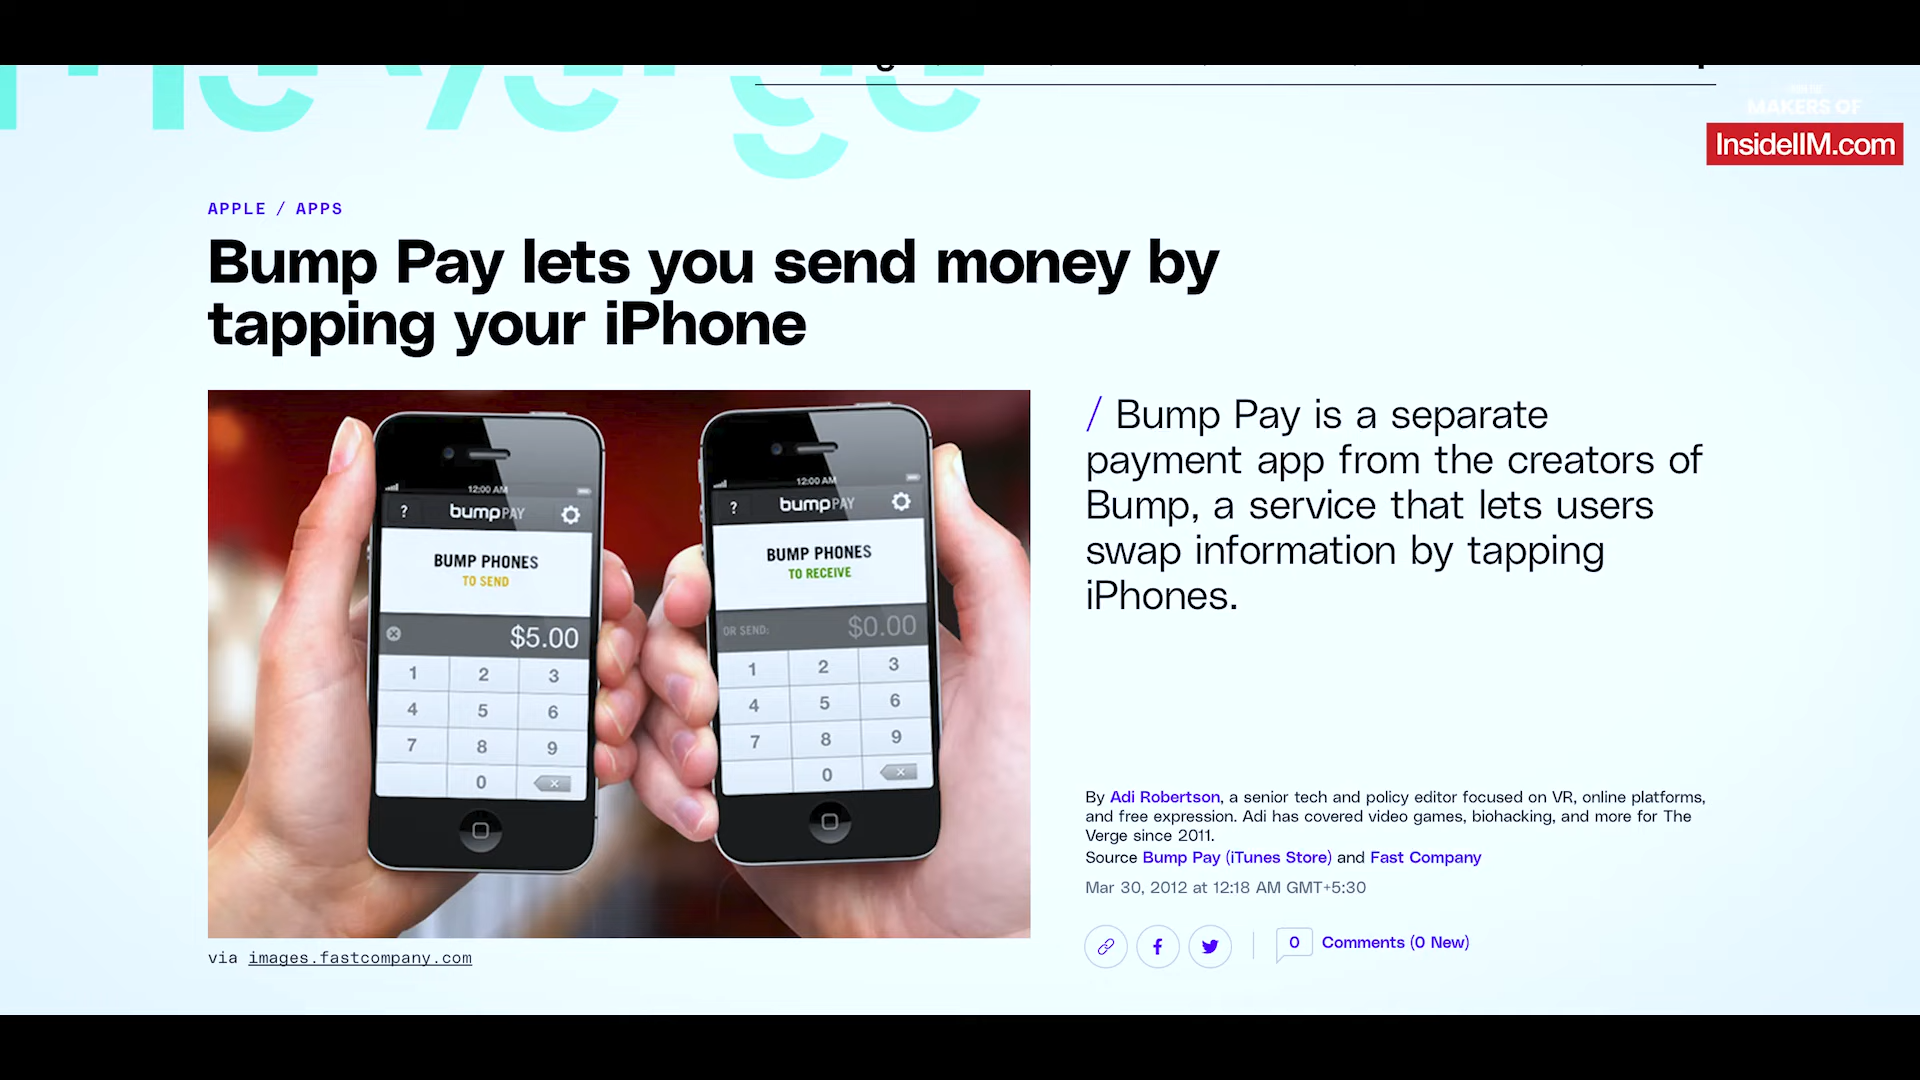 The Verge
MAKERS OF
InsideIIM.com
APPLE / APPS
Bump Pay lets you send money by
tapping your iPhone
12:00 AM
? bumpPAY
BUMP PHONES
TO SEND
$5.00
1 2 3
4 5 6
7 8 9
0
12:00 AM
? bumpPAY
BUMP PHONES
TO RECEIVE
OR SEND: $0.00
1 2 3
4 5 6
7 8 9
0
via images.fastcompany.com
/ Bump Pay is a separate
payment app from the creators of
Bump, a service that lets users
swap information by tapping
iPhones.
By Adi Robertson, a senior tech and policy editor focused on VR, online platforms,
and free expression. Adi has covered video games, biohacking, and more for The
Verge since 2011.
Source Bump Pay (iTunes Store) and Fast Company
Mar 30, 2012 at 12:18 AM GMT+5:30
0 Comments (0 New)